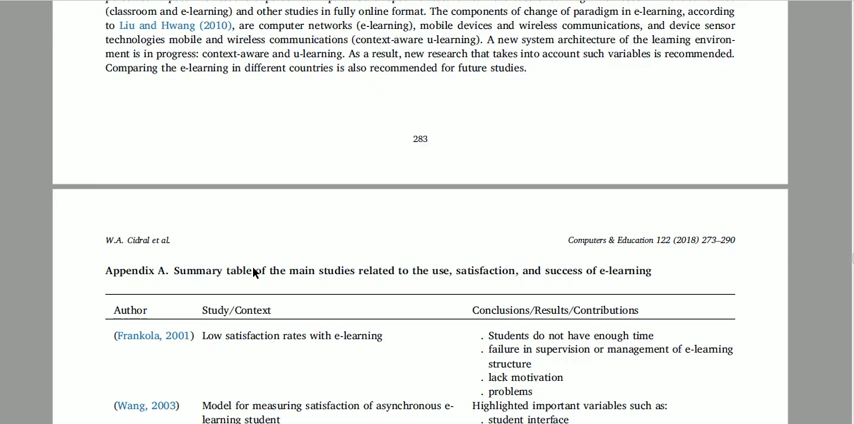 (classroom and e-learning) and other studies in fully online format. The components of change of paradigm in e-learning, according
to Liu and Hwang (2010), are computer networks (e-learning), mobile devices and wireless communications, and device sensor
technologies mobile and wireless communications (context-aware u-learning). A new system architecture of the learning environ-
ment is in progress: context-aware and u-learning. As a result, new research that takes into account such variables is recommended.
Comparing the e-learning in different countries is also recommended for future studies.
283
W.A. Cidral et al.
Computers & Education 122 (2018) 273–290
Appendix A. Summary table of the main studies related to the use, satisfaction, and success of e-learning
Author Study/Context Conclusions/Results/Contributions
(Frankola, 2001) Low satisfaction rates with e-learning . Students do not have enough time
. failure in supervision or management of e-learning
structure
. lack motivation
. problems
(Wang, 2003) Model for measuring satisfaction of asynchronous e- Highlighted important variables such as:
learning student . student interface